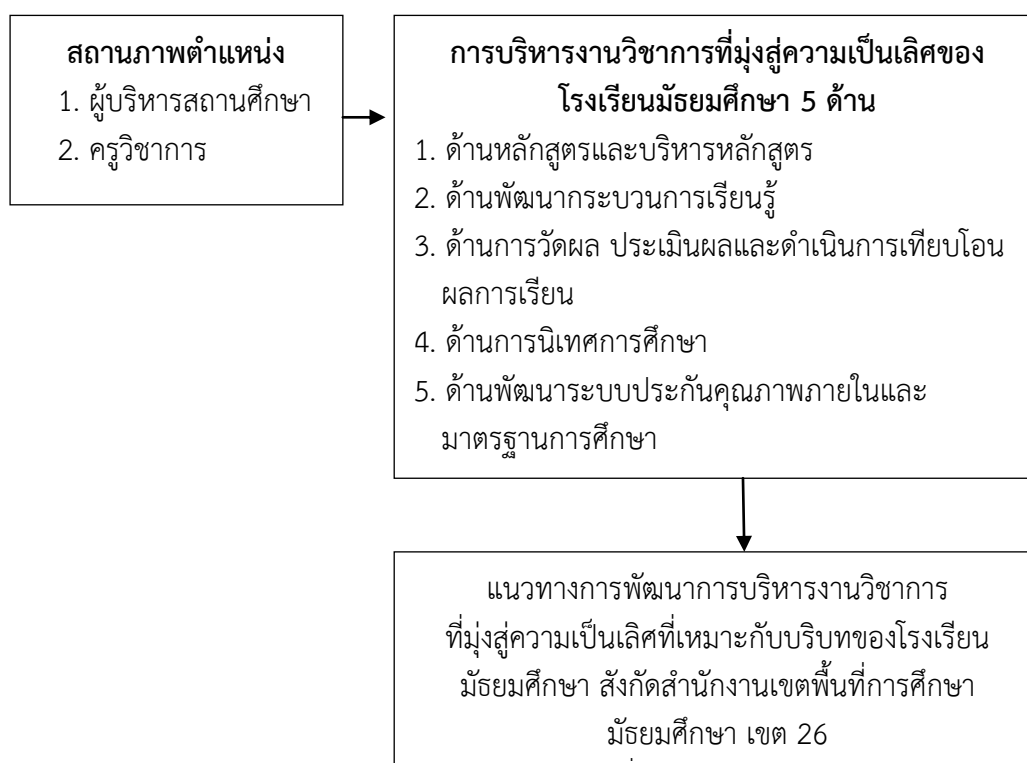 สถานภาพตำแหน่ง
1. ผู้บริหารสถานศึกษา
2. ครูวิชาการ
การบริหารงานวิชาการที่มุ่งสู่ความเป็นเลิศของ
โรงเรียนมัธยมศึกษา 5 ด้าน
1. ด้านหลักสูตรและบริหารหลักสูตร
2. ด้านพัฒนากระบวนการเรียนรู้
3. ด้านการวัดผล ประเมินผลและดำเนินการเทียบโอน
ผลการเรียน
4. ด้านการนิเทศการศึกษา
5. ด้านพัฒนาระบบประกันคุณภาพภายในและ
มาตรฐานการศึกษา
แนวทางการพัฒนาการบริหารงานวิชาการ
ที่มุ่งสู่ความเป็นเลิศที่เหมาะกับบริบทของโรงเรียน
มัธยมศึกษา สังกัดสำนักงานเขตพื้นที่การศึกษา
มัธยมศึกษา เขต 26